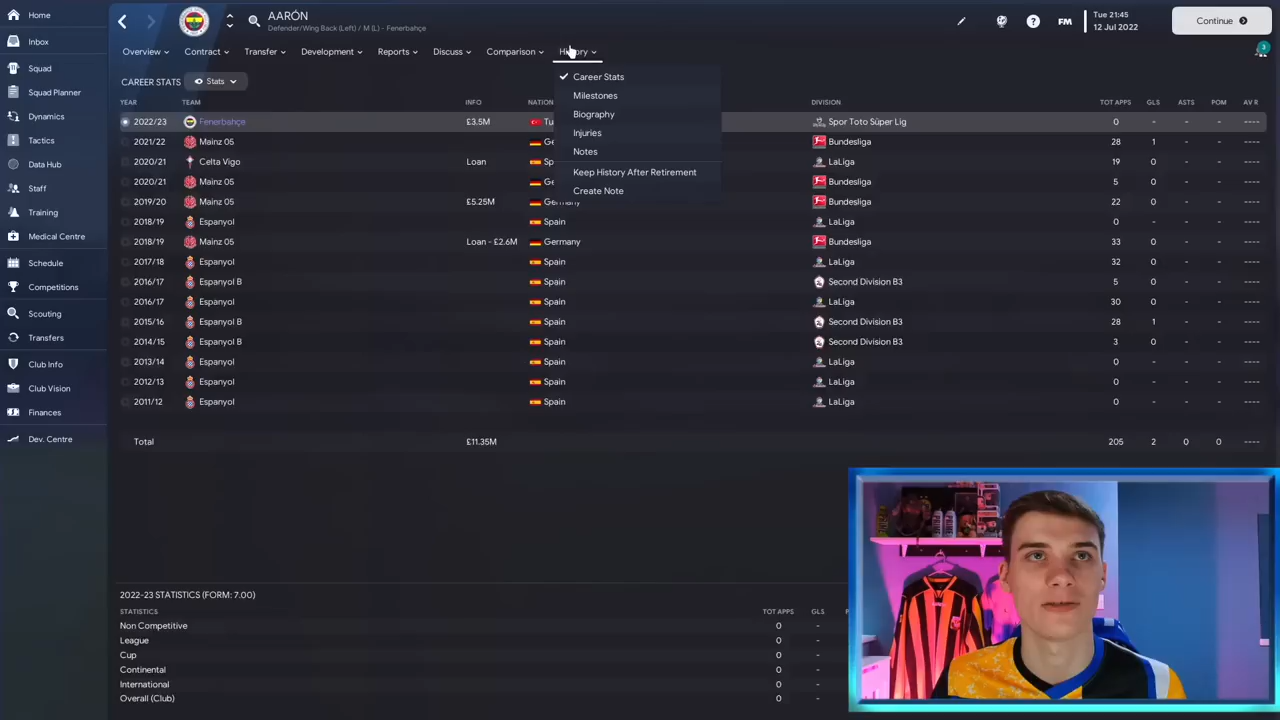 Home
Inbox
Squad
Squad Planner
Dynamics
Tactics
Data Hub
Staff
Training
Medical Centre
Schedule
Competitions
Scouting
Transfers
Club Info
Club Vision
Finances
Dev. Centre
AARÓN
Defender/Wing Back (Left) / M (L) - Fenerbahçe
FM
Tue 21:45
12 Jul 2022
Continue
3
Overview Contract Transfer Development Reports Discuss Comparison History
CAREER STATS Stats
Career Stats
Milestones
Biography
Injuries
Notes
Keep History After Retirement
Create Note
YEAR TEAM INFO NATION DIVISION TOT APPS GLS ASTS POM AV R
2022/23 Fenerbahçe £3.5M Tu Spor Toto Süper Lig 0 - - - ----
2021/22 Mainz 05 Ge Bundesliga 28 1 - - ----
2020/21 Celta Vigo Loan Sp LaLiga 19 0 - - ----
2020/21 Mainz 05 Ge Bundesliga 5 0 - - ----
2019/20 Mainz 05 £5.25M Germany Bundesliga 22 0 - - ----
2018/19 Espanyol Spain LaLiga 0 - - - ----
2018/19 Mainz 05 Loan - £2.6M Germany Bundesliga 33 0 - - ----
2017/18 Espanyol Spain LaLiga 32 0 - - ----
2016/17 Espanyol B Spain Second Division B3 5 0 - - ----
2016/17 Espanyol Spain LaLiga 30 0 - - ----
2015/16 Espanyol B Spain Second Division B3 28 1 - - ----
2014/15 Espanyol B Spain Second Division B3 3 0 - - ----
2013/14 Espanyol Spain LaLiga 0 - - - ----
2012/13 Espanyol Spain LaLiga 0 - - - ----
2011/12 Espanyol Spain LaLiga 0 - - - ----
Total £11.35M 205 2 0 0 ----
2022-23 STATISTICS (FORM: 7.00)
STATISTICS TOT APPS GLS
Non Competitive 0 -
League 0 -
Cup 0 -
Continental 0 -
International 0 -
Overall (Club) 0 -